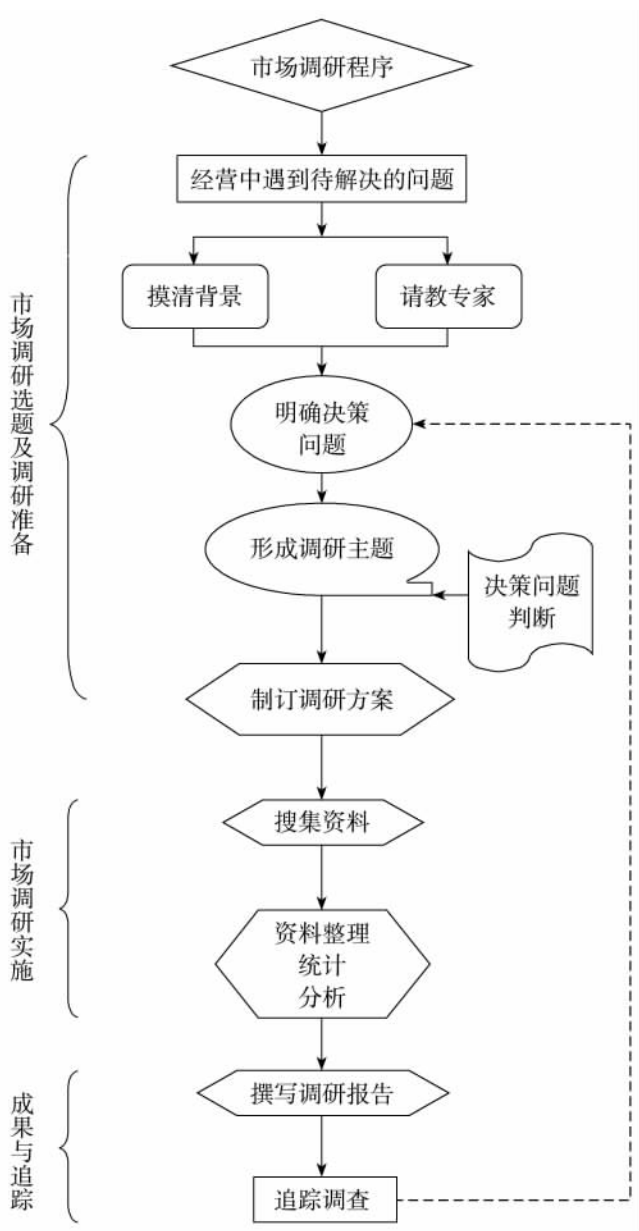 市场调研程序
经营中遇到待解决的问题
摸清背景
请教专家
市场调研选题及调研准备
明确决策
问题
形成调研主题
决策问题
判断
制订调研方案
市场调研实施
搜集资料
资料整理
统计
分析
成果与追踪
撰写调研报告
追踪调查